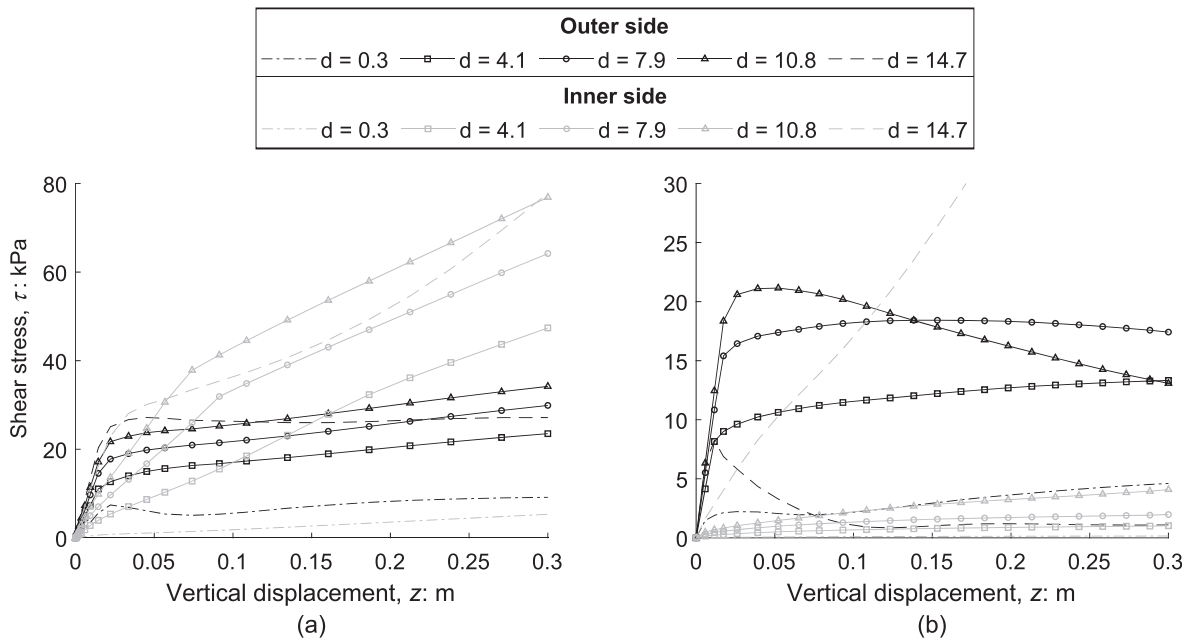 Outer side
d = 0.3 d = 4.1 d = 7.9 d = 10.8 d = 14.7
Inner side
d = 0.3 d = 4.1 d = 7.9 d = 10.8 d = 14.7
Shear stress, τ: kPa
80
60
40
20
0
0 0.05 0.1 0.15 0.2 0.25 0.3
Vertical displacement, z: m
(a)
30
25
20
15
10
5
0
0 0.05 0.1 0.15 0.2 0.25 0.3
Vertical displacement, z: m
(b)